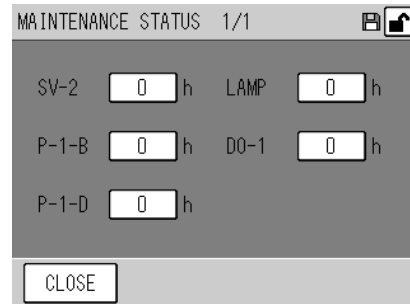 MAINTENANCE STATUS 1/1
SV-2 0 h LAMP 0 h
P-1-B 0 h DO-1 0 h
P-1-D 0 h
CLOSE